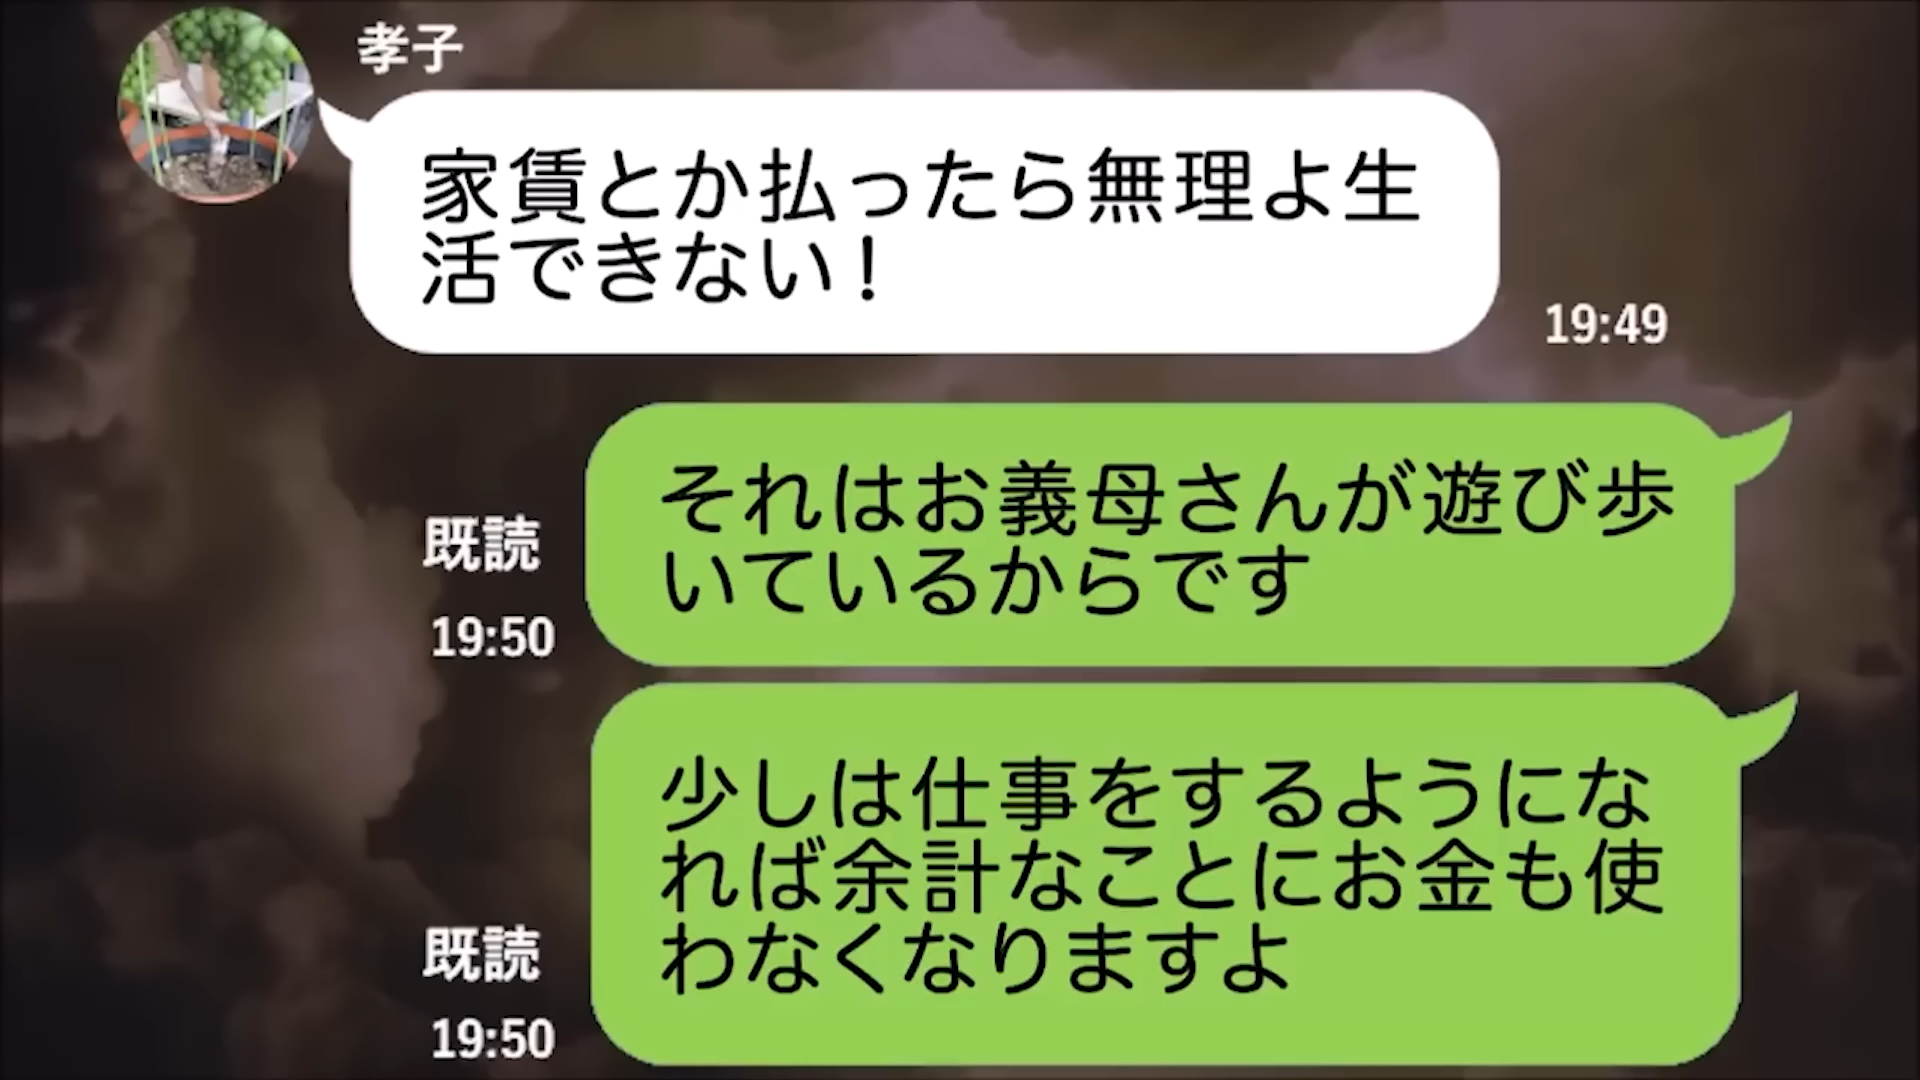 孝子
家賃とか払ったら無理よ生
活できない！
19:49
それはお義母さんが遊び歩
いているからです
既読
19:50
少しは仕事をするようにな
れば余計なことにお金も使
わなくなりますよ
既読
19:50